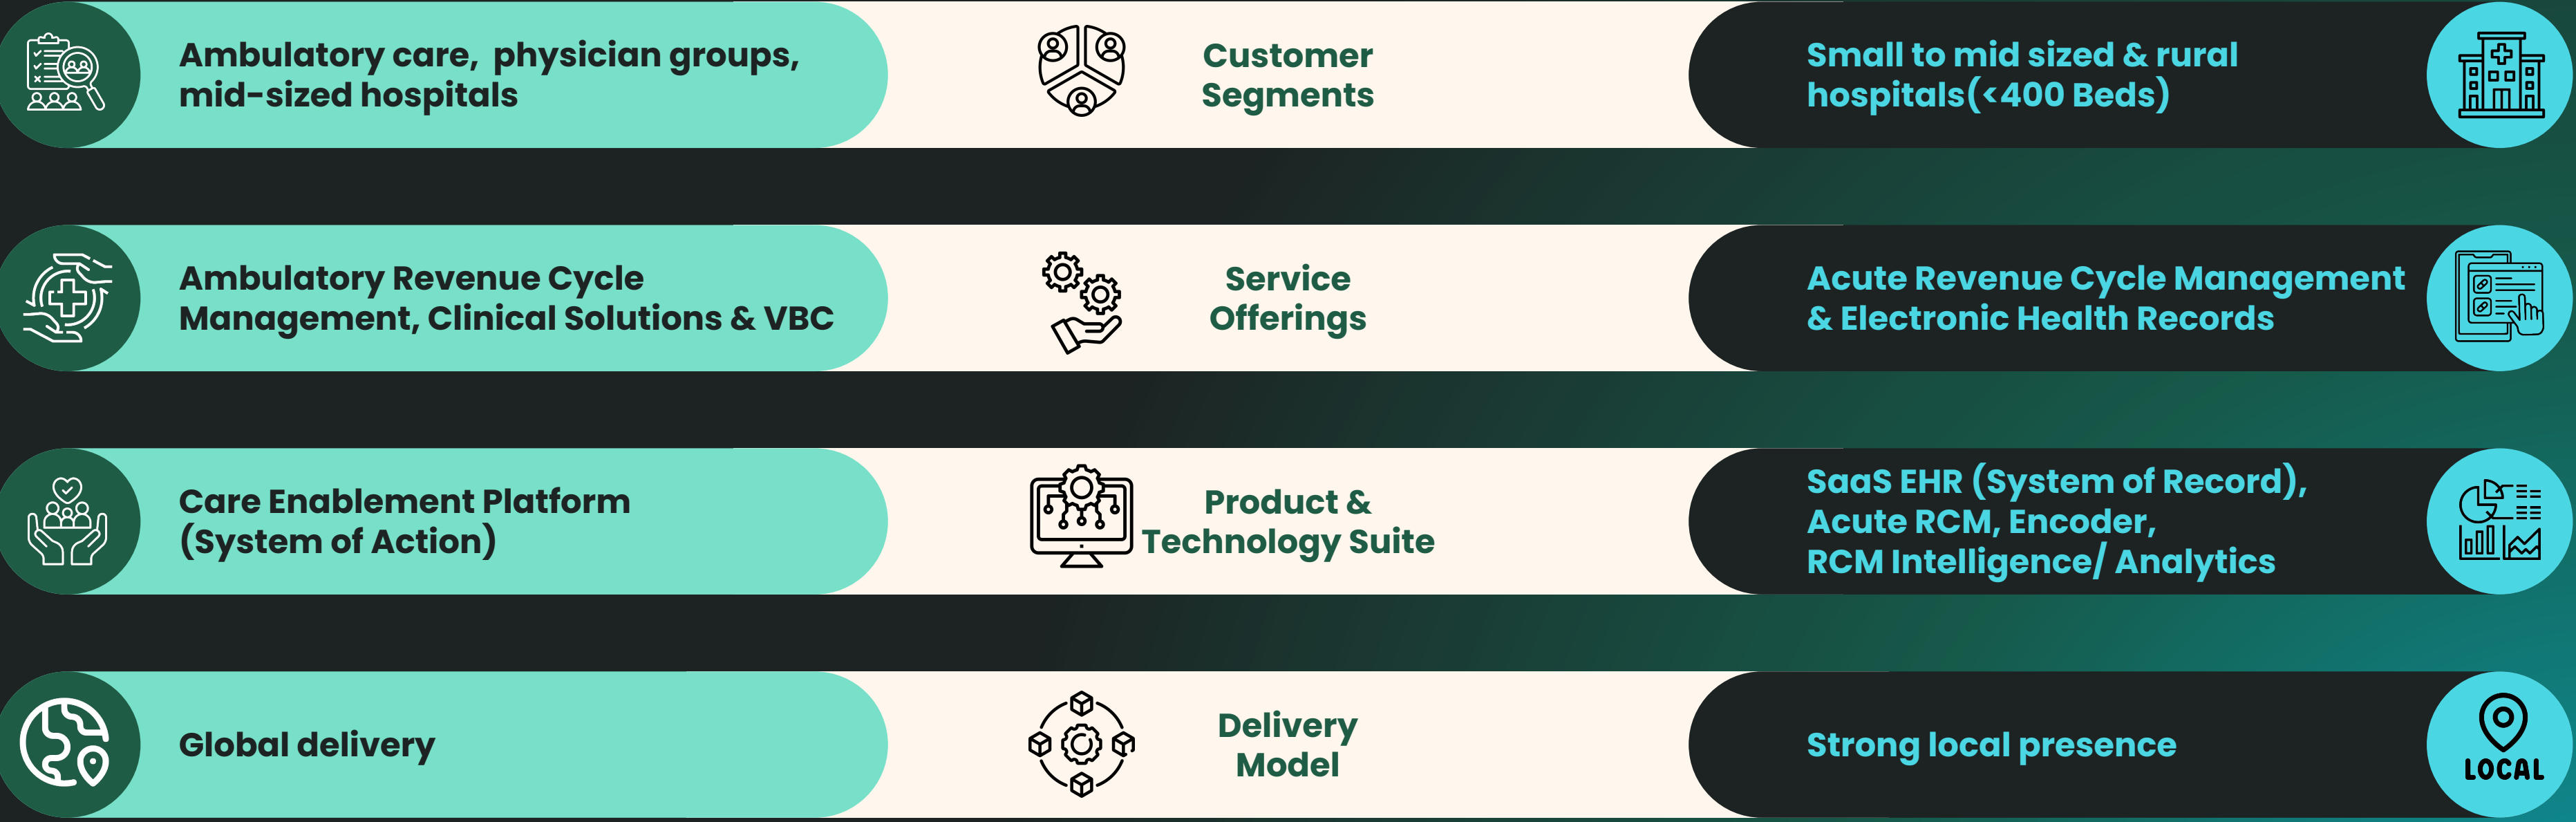 Ambulatory care, physician groups,
mid-sized hospitals
Customer
Segments
Small to mid sized & rural
hospitals(<400 Beds)
Ambulatory Revenue Cycle
Management, Clinical Solutions & VBC
Service
Offerings
Acute Revenue Cycle Management
& Electronic Health Records
Care Enablement Platform
(System of Action)
Product &
Technology Suite
SaaS EHR (System of Record),
Acute RCM, Encoder,
RCM Intelligence/ Analytics
Global delivery
Delivery
Model
Strong local presence
LOCAL